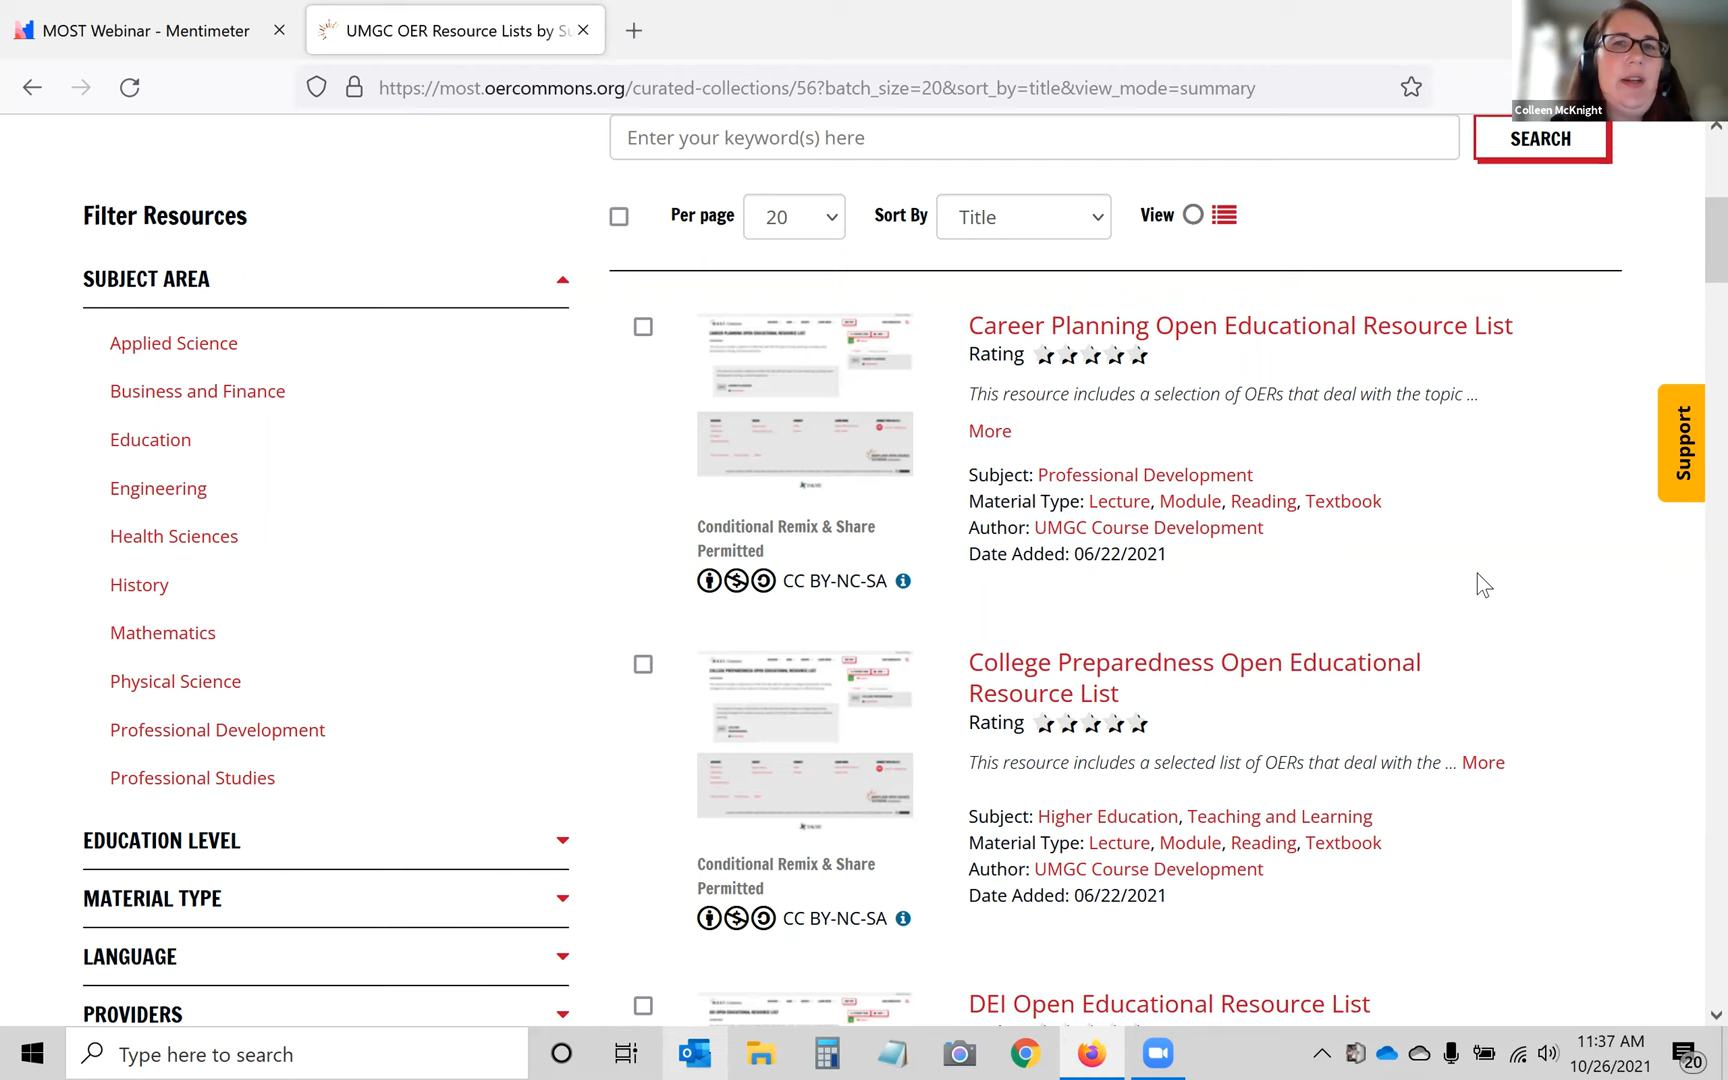 MOST Webinar - Mentimeter
UMGC OER Resource Lists by Su
https://most.oercommons.org/curated-collections/56?batch_size=20&sort_by=title&view_mode=summary
Colleen McKnight
Enter your keyword(s) here
SEARCH
Filter Resources
Per page
20
Sort By
Title
View
SUBJECT AREA
Applied Science
Business and Finance
Education
Engineering
Health Sciences
History
Mathematics
Physical Science
Professional Development
Professional Studies
EDUCATION LEVEL
MATERIAL TYPE
LANGUAGE
PROVIDERS
Career Planning Open Educational Resource List
Rating
This resource includes a selection of OERs that deal with the topic ...
More
Subject: Professional Development
Material Type: Lecture, Module, Reading, Textbook
Author: UMGC Course Development
Date Added: 06/22/2021
Conditional Remix & Share
Permitted
CC BY-NC-SA
College Preparedness Open Educational
Resource List
Rating
This resource includes a selected list of OERs that deal with the ... More
Subject: Higher Education, Teaching and Learning
Material Type: Lecture, Module, Reading, Textbook
Author: UMGC Course Development
Date Added: 06/22/2021
Conditional Remix & Share
Permitted
CC BY-NC-SA
DEI Open Educational Resource List
Support
Type here to search
11:37 AM
10/26/2021
20